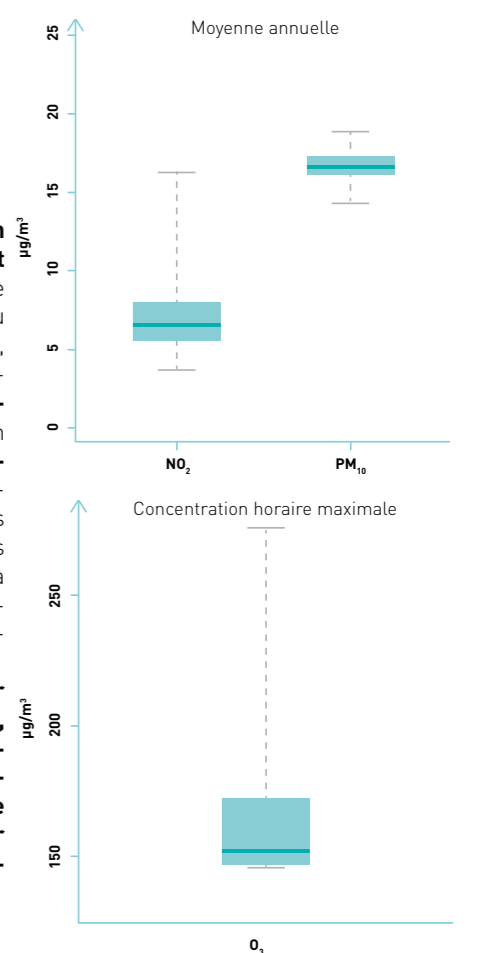 Moyenne annuelle
25
20
15
10
5
0
µg/m³
NO₂
PM₁₀
Concentration horaire maximale
250
200
150
µg/m³
O₃